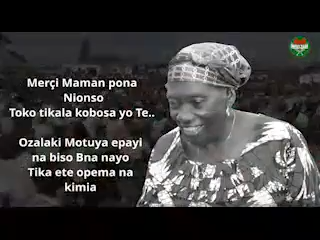 Merçi Maman pona
Nionso
Toko tikala kobosa yo Te..
Ozalaki Motuya epayi
na biso Bna nayo
Tika ete opema na
kimia